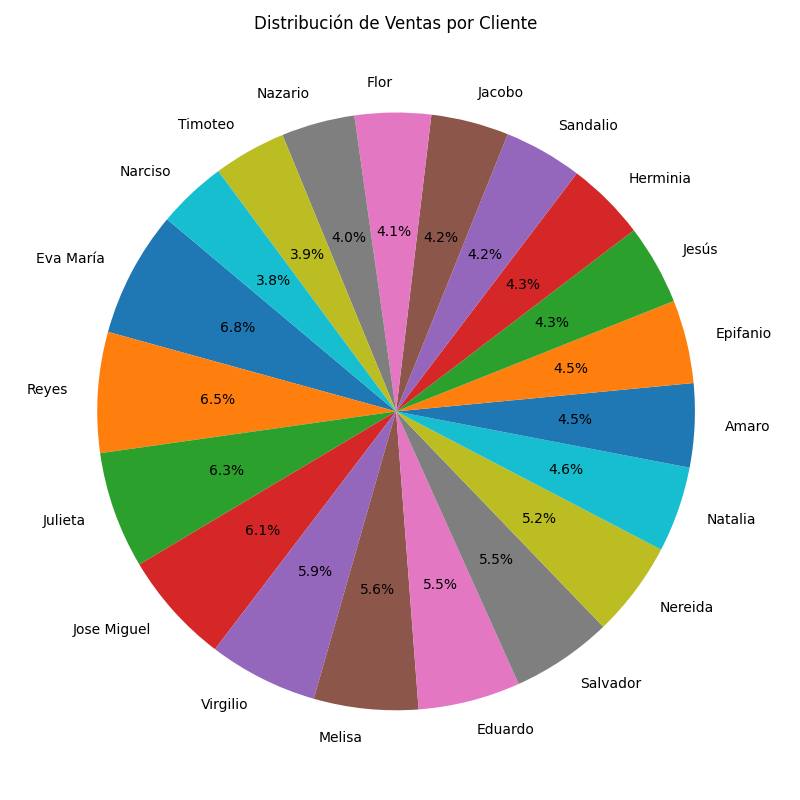 Distribución de Ventas por Cliente
Eva María
6.8%
Reyes
6.5%
Julieta
6.3%
Jose Miguel
6.1%
Virgilio
5.9%
Melisa
5.6%
Eduardo
5.5%
Salvador
5.5%
Nereida
5.2%
Natalia
4.6%
Amaro
4.5%
Epifanio
4.5%
Jesús
4.3%
Herminia
4.3%
Sandalio
4.2%
Jacobo
4.2%
Flor
4.1%
Nazario
4.0%
Timoteo
3.9%
Narciso
3.8%